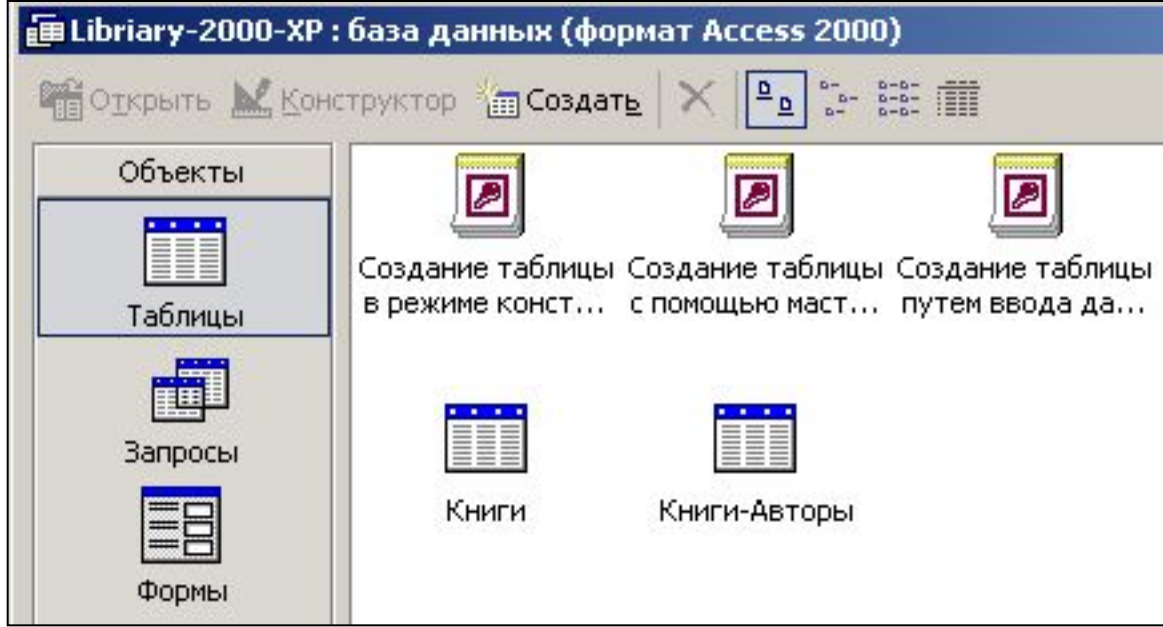 Libriary-2000-XP : база данных (формат Access 2000)
Открыть Конструктор Создать
Объекты
Таблицы
Запросы
Формы
Создание таблицы в режиме конст...
Создание таблицы с помощью маст...
Создание таблицы путем ввода да...
Книги
Книги-Авторы